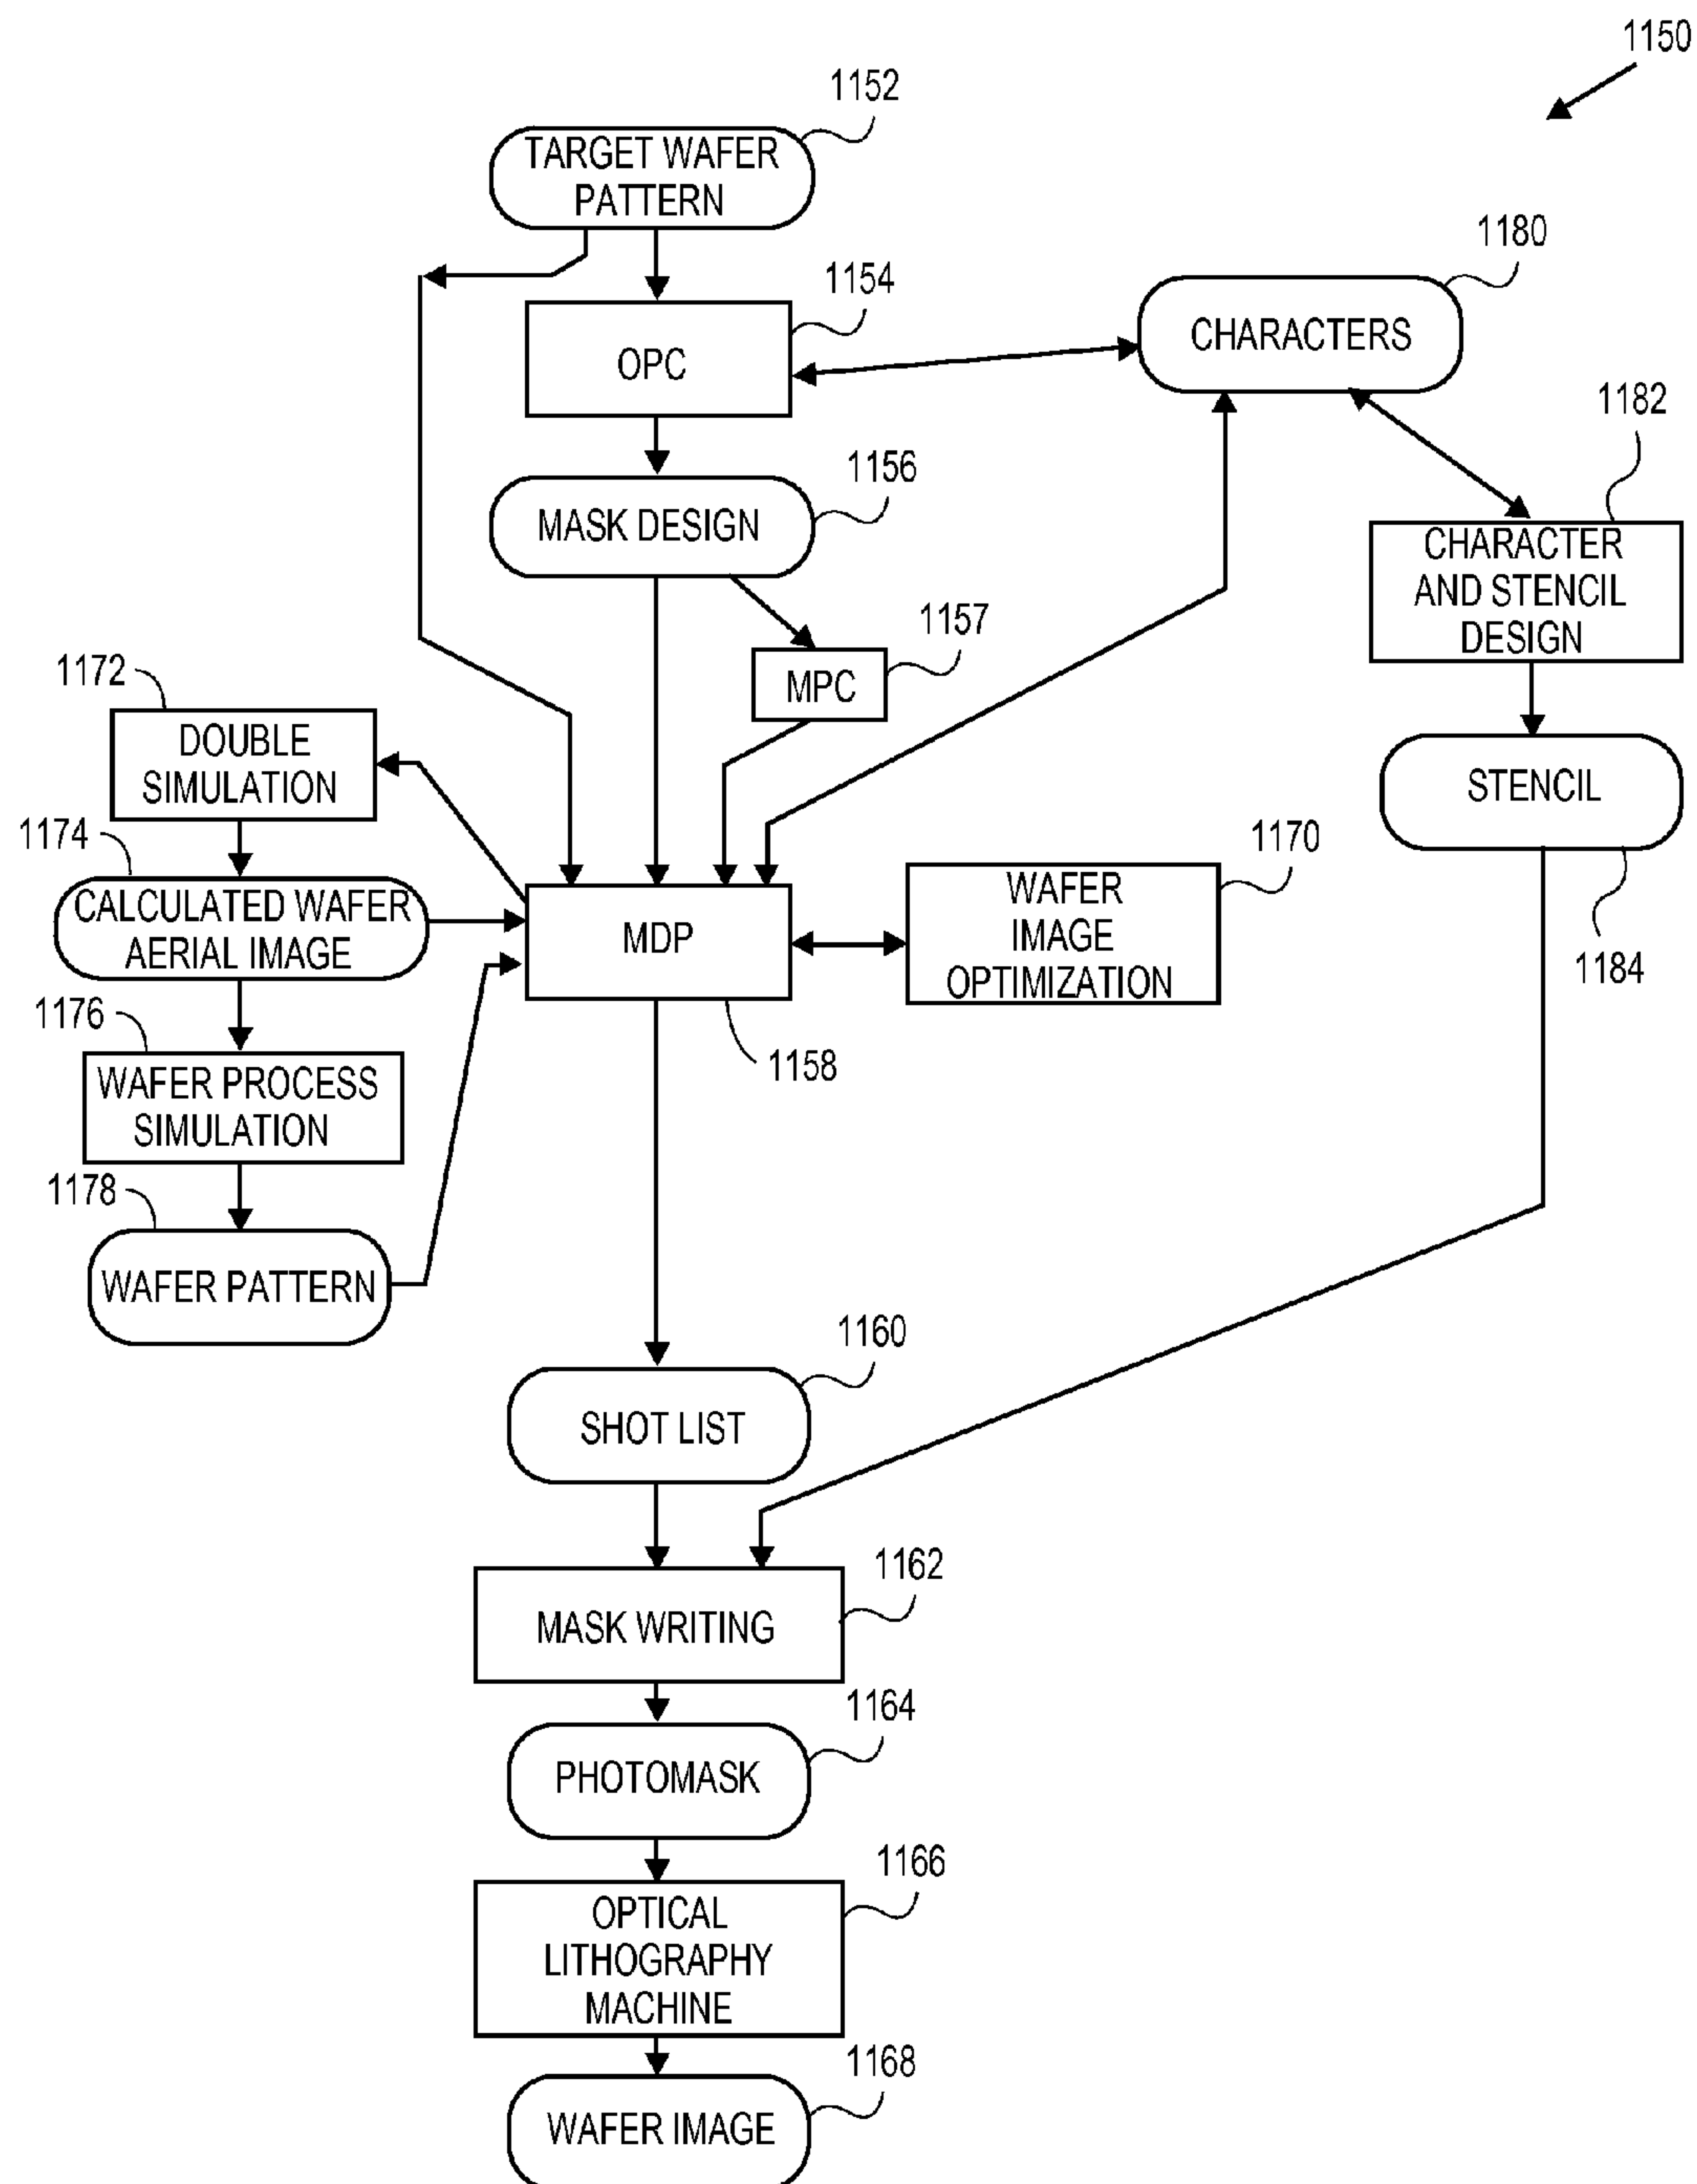 1150
1152
TARGET WAFER
PATTERN
1180
1154
CHARACTERS
OPC
1182
1156
CHARACTER
AND STENCIL
DESIGN
MASK DESIGN
1157
MPC
1172
DOUBLE
SIMULATION
STENCIL
1184
1174
CALCULATED WAFER
AERIAL IMAGE
MDP
1158
1170
WAFER
IMAGE
OPTIMIZATION
1176
WAFER PROCESS
SIMULATION
1178
WAFER PATTERN
1160
SHOT LIST
1162
MASK WRITING
1164
PHOTOMASK
1166
OPTICAL
LITHOGRAPHY
MACHINE
1168
WAFER IMAGE